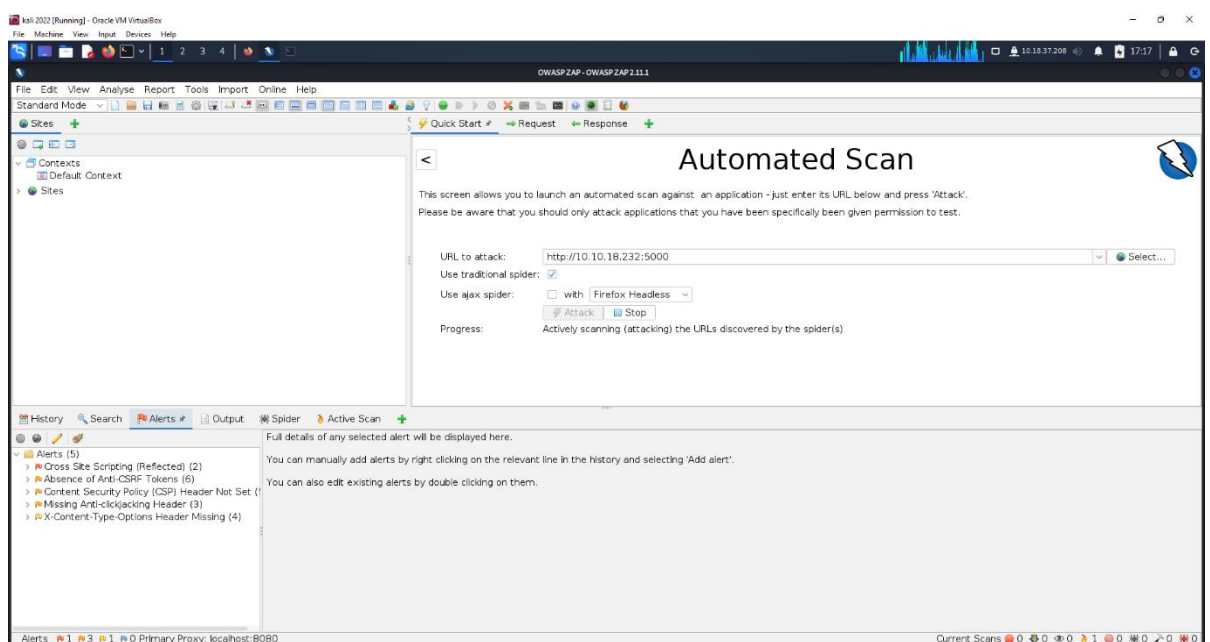 kali 2022 [Running] - Oracle VM VirtualBox
File Machine View Input Devices Help
1 2 3 4
10.18.37.208
17:17
OWASP ZAP - OWASP ZAP 2.11.1
File Edit View Analyse Report Tools Import Online Help
Standard Mode
Sites
Quick Start
Request
Response
Contexts
Default Context
Sites
<
Automated Scan
This screen allows you to launch an automated scan against an application - just enter its URL below and press 'Attack'.
Please be aware that you should only attack applications that you have been specifically been given permission to test.
URL to attack: http://10.10.18.232:5000 Select...
Use traditional spider:
Use ajax spider: with Firefox Headless
Attack Stop
Progress: Actively scanning (attacking) the URLs discovered by the spider(s)
History Search Alerts Output Spider Active Scan
Alerts (5)
Cross Site Scripting (Reflected) (2)
Absence of Anti-CSRF Tokens (6)
Content Security Policy (CSP) Header Not Set (
Missing Anti-clickjacking Header (3)
X-Content-Type-Options Header Missing (4)
Full details of any selected alert will be displayed here.
You can manually add alerts by right clicking on the relevant line in the history and selecting 'Add alert'.
You can also edit existing alerts by double clicking on them.
Alerts 1 3 1 0 Primary Proxy: localhost:8080
Current Scans 0 0 0 1 0 0 0 0